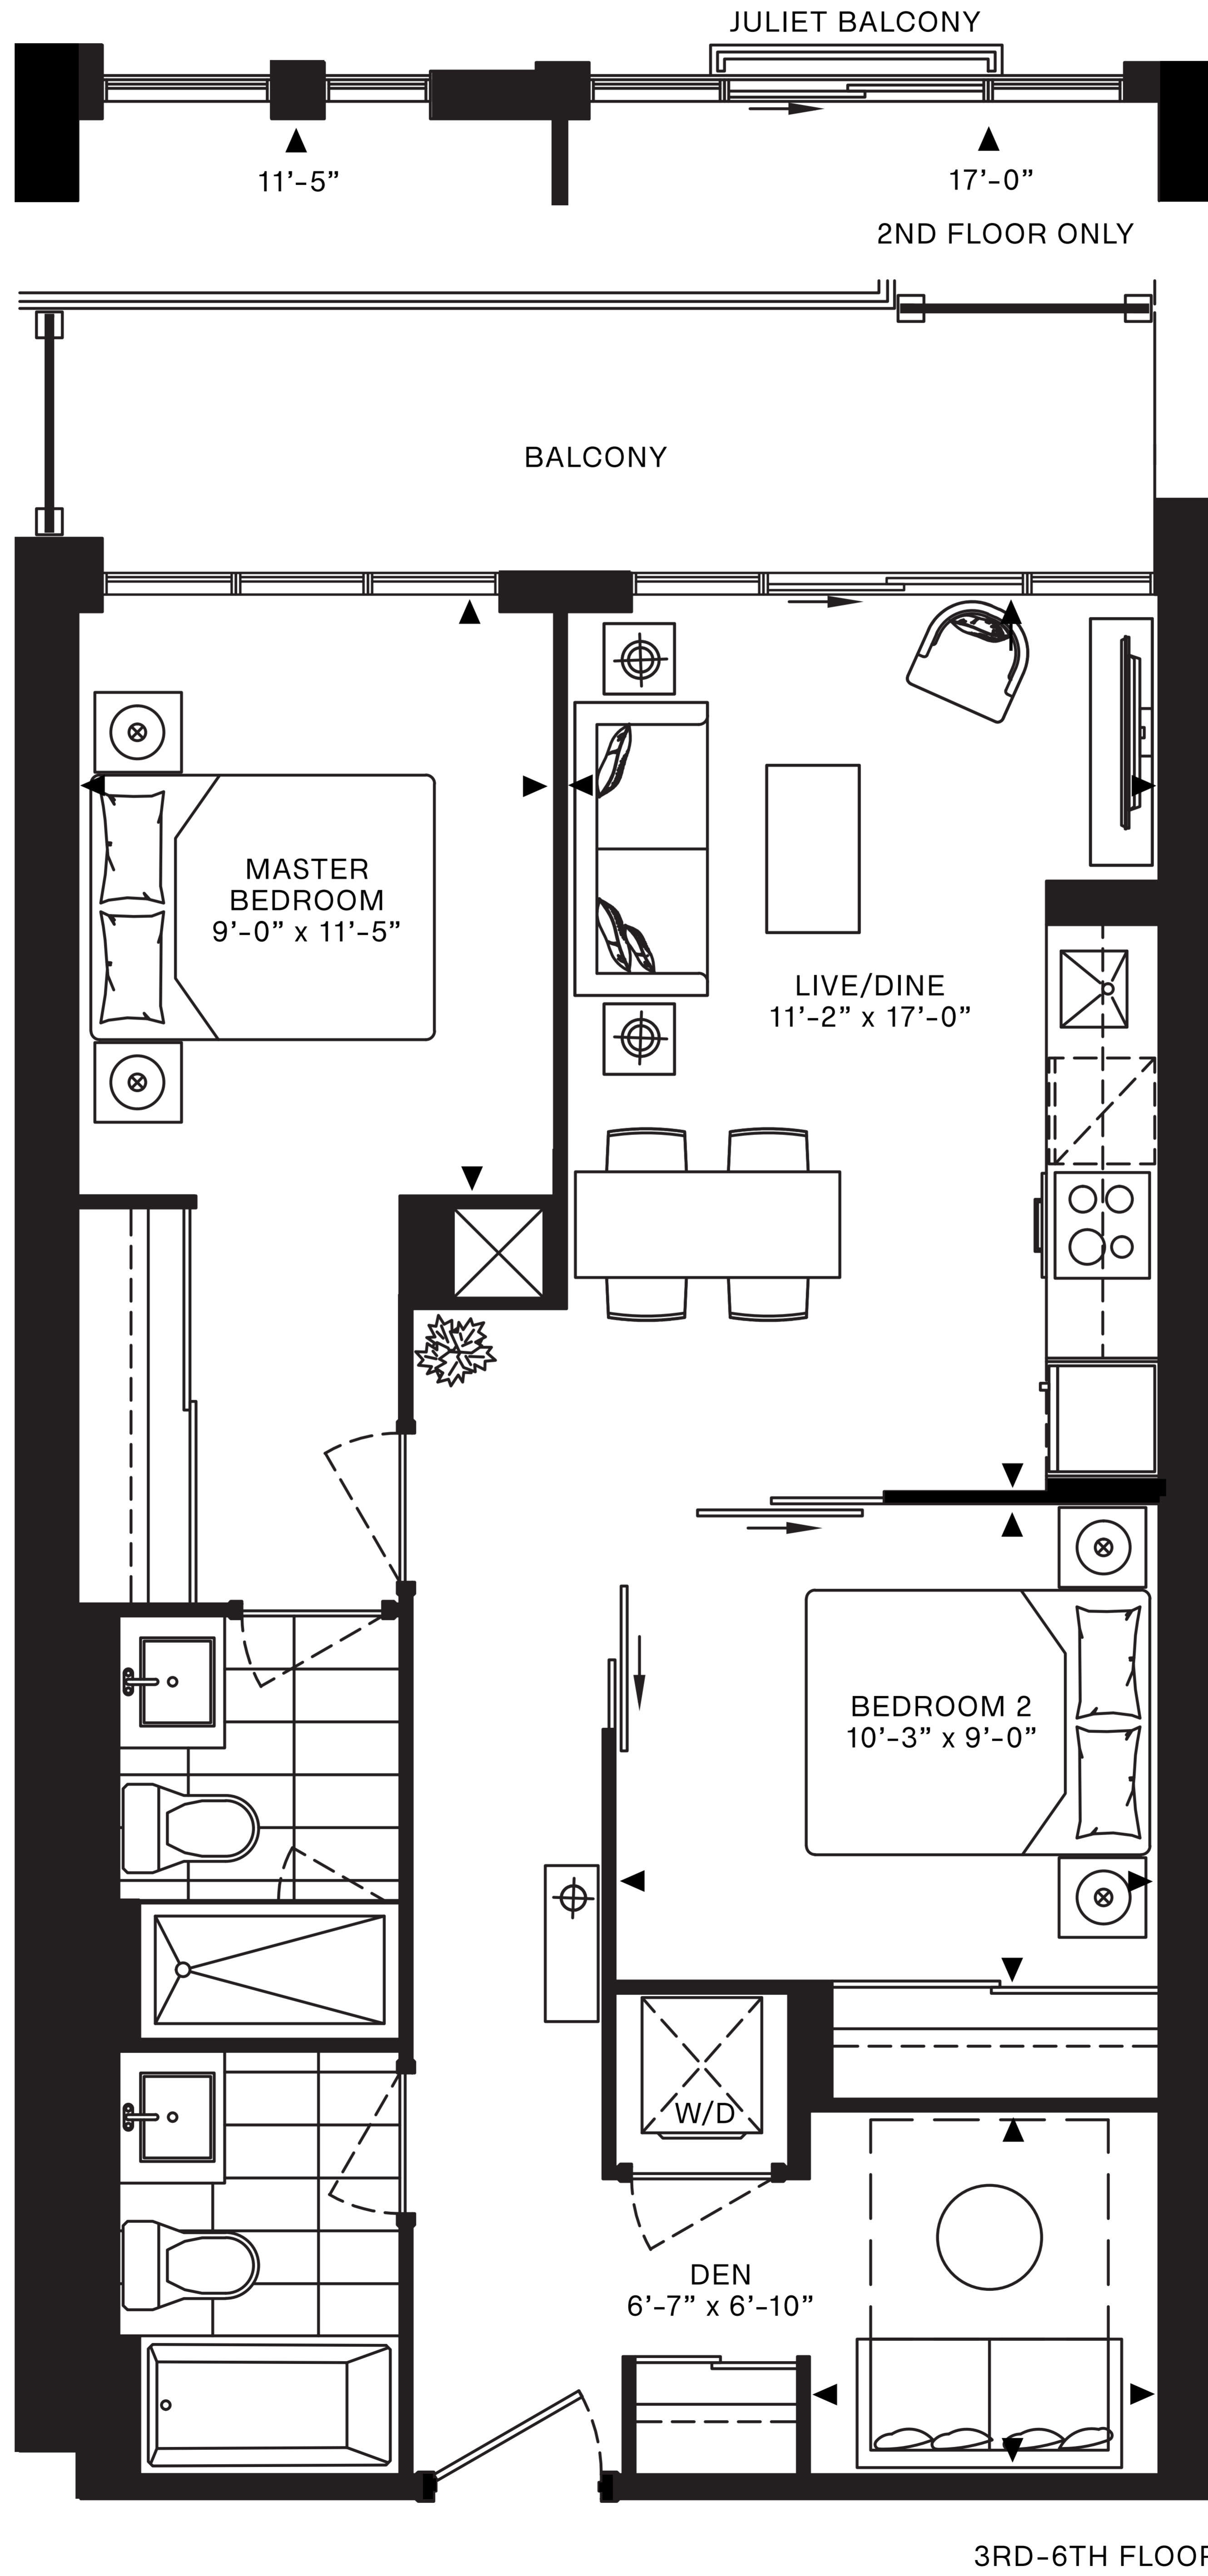 JULIET BALCONY
11’-5”
17’-0”
2ND FLOOR ONLY
BALCONY
MASTER
BEDROOM
9’-0” x 11’-5”
LIVE/DINE
11’-2” x 17’-0”
BEDROOM 2
10’-3” x 9’-0”
W/D
DEN
6’-7” x 6’-10”
3RD-6TH FLOOR